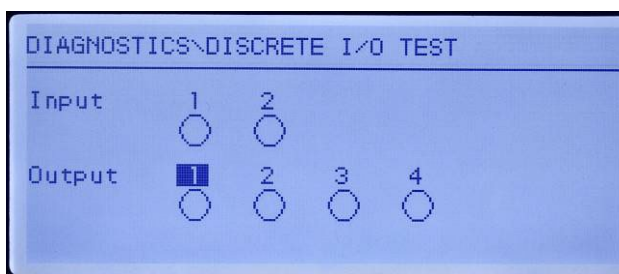 DIAGNOSTICS\DISCRETE I/O TEST
Input 1 2
Output 1 2 3 4